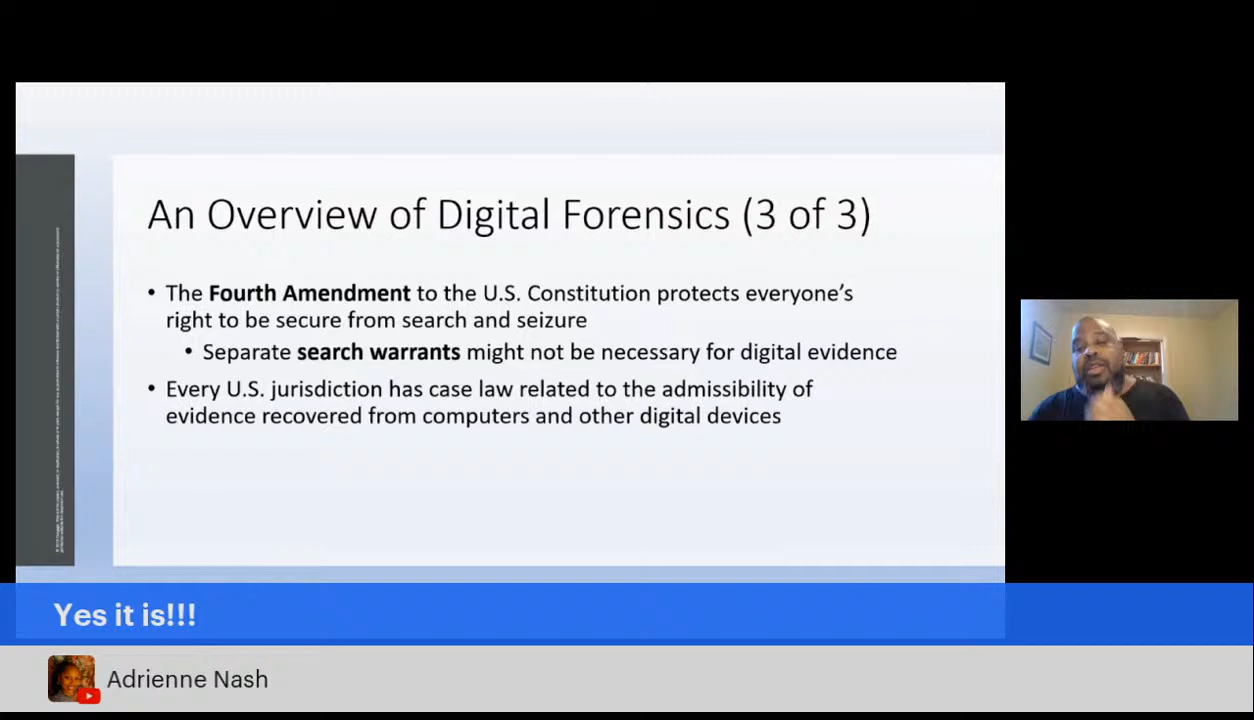 An Overview of Digital Forensics (3 of 3)
• The Fourth Amendment to the U.S. Constitution protects everyone’s
right to be secure from search and seizure
• Separate search warrants might not be necessary for digital evidence
• Every U.S. jurisdiction has case law related to the admissibility of
evidence recovered from computers and other digital devices
Yes it is!!!
Adrienne Nash